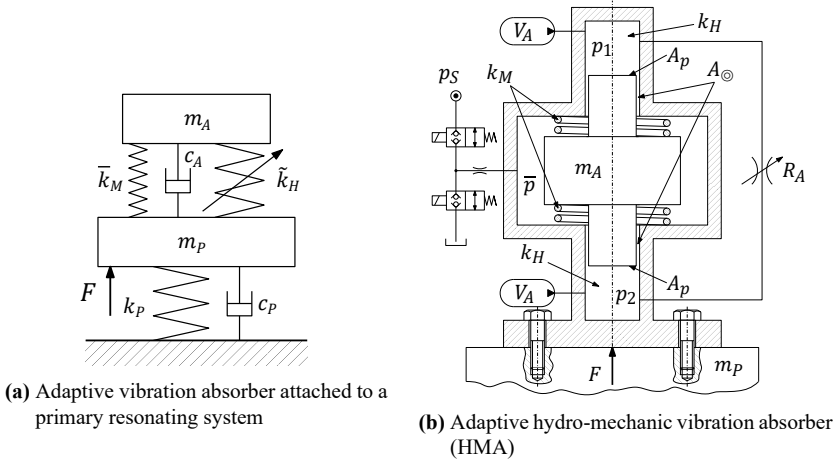 m_A
c_A
k̅_M
k̃_H
m_P
F
k_P
c_P
(a) Adaptive vibration absorber attached to a
primary resonating system
V_A
k_H
p_1
A_p
p_S
k_M
A_◎
m_A
p̅
R_A
k_H
V_A
p_2
A_p
F
m_P
(b) Adaptive hydro-mechanic vibration absorber
(HMA)